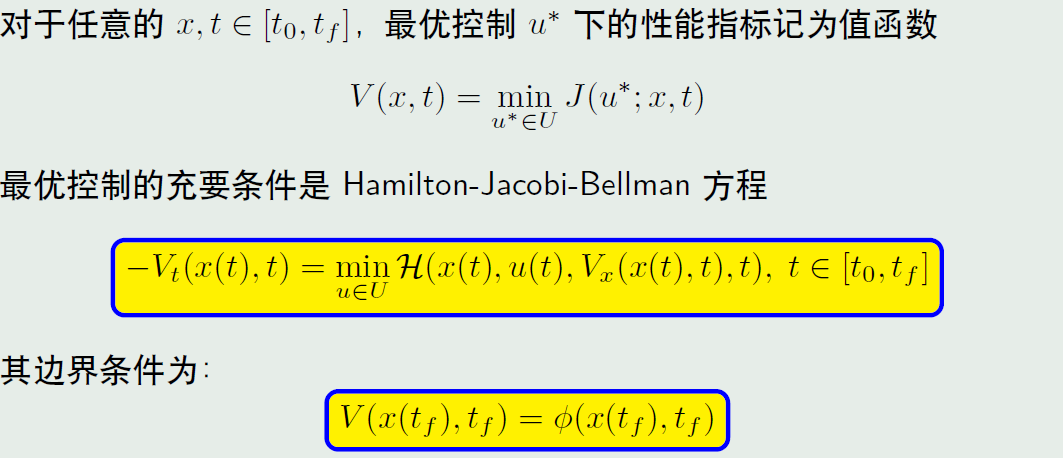 对于任意的 $x, t \in [t_0, t_f]$，最优控制 $u^*$ 下的性能指标记为值函数
$V(x, t) = \min_{u^* \in U} J(u^*; x, t)$
最优控制的充要条件是 Hamilton-Jacobi-Bellman 方程
$-V_t(x(t), t) = \min_{u \in U} \mathcal{H}(x(t), u(t), V_x(x(t), t), t),\ t \in [t_0, t_f]$
其边界条件为：
$V(x(t_f), t_f) = \phi(x(t_f), t_f)$